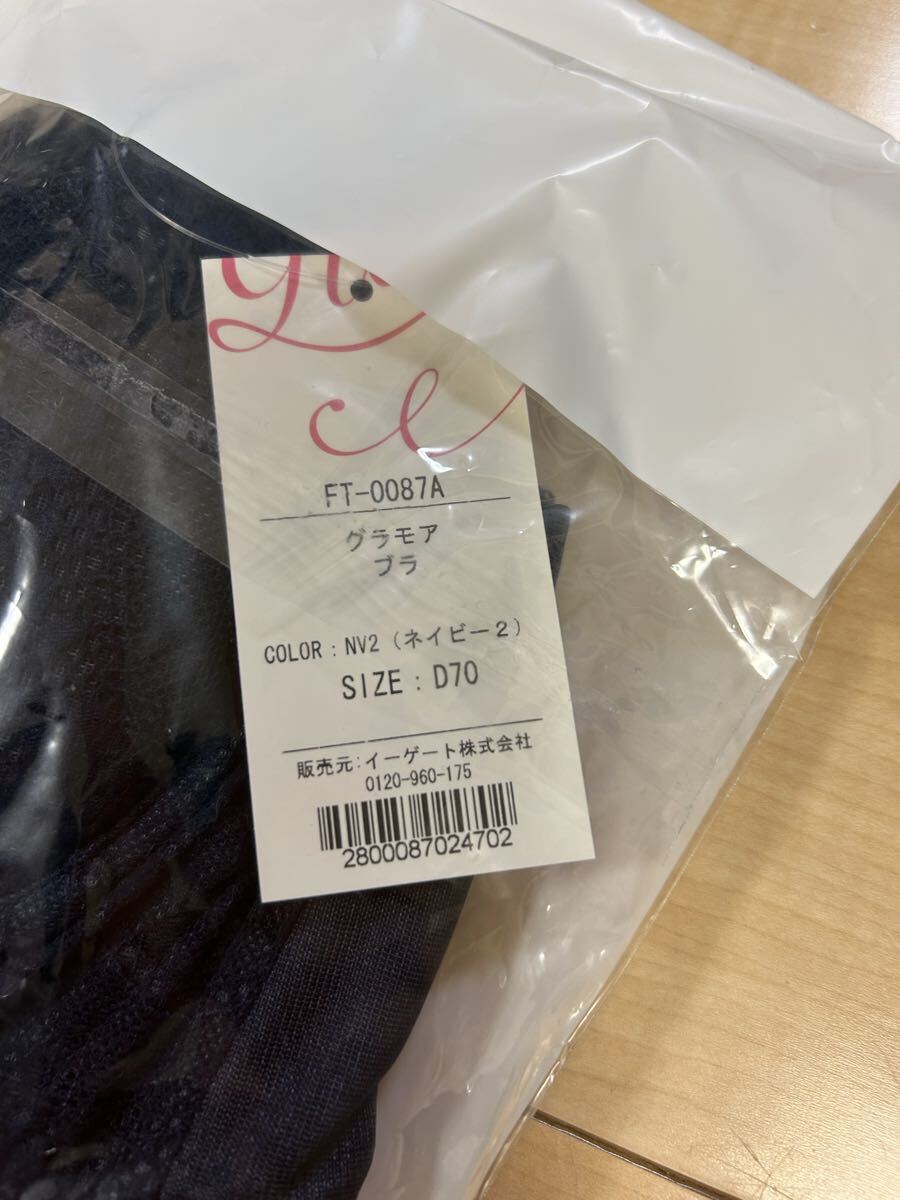 FT-0087A
グラモア
ブラ
COLOR : NV2 (ネイビー2)
SIZE : D70
販売元:イーゲート株式会社
0120-960-175
2800087024702